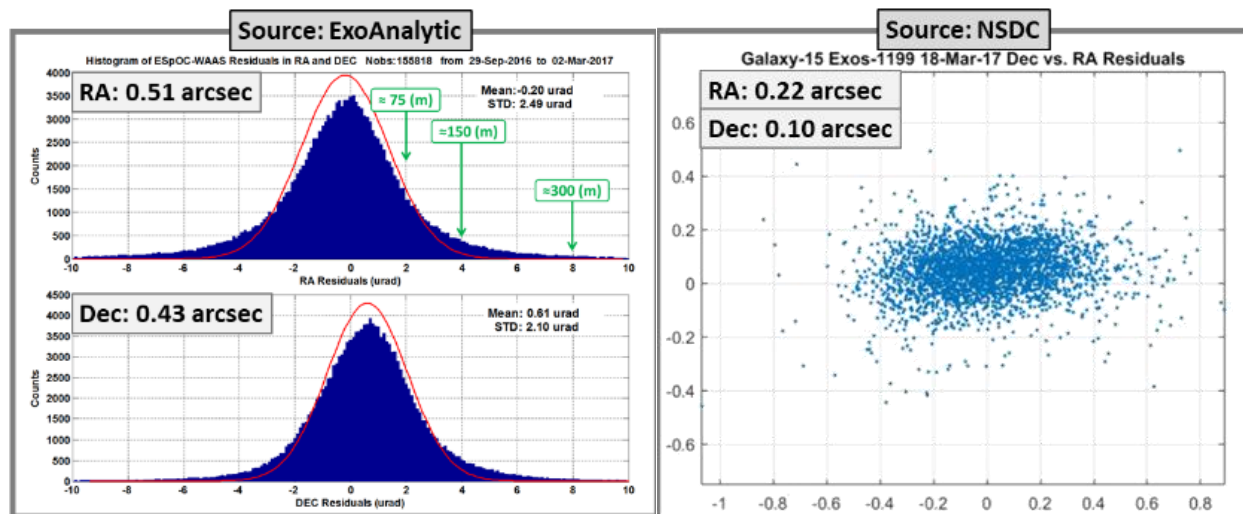 Source: ExoAnalytic
Histogram of ESpOC-WAAS Residuals in RA and DEC Nobs:155818 from 29-Sep-2016 to 02-Mar-2017
RA: 0.51 arcsec
Mean:-0.20 urad
STD: 2.49 urad
≈ 75 (m)
≈150 (m)
≈300 (m)
Counts
4000
3500
3000
2500
2000
1500
1000
500
0
-10 -8 -6 -4 -2 0 2 4 6 8 10
RA Residuals (urad)
Dec: 0.43 arcsec
Mean: 0.61 urad
STD: 2.10 urad
Counts
4500
4000
3500
3000
2500
2000
1500
1000
500
0
-10 -8 -6 -4 -2 0 2 4 6 8 10
DEC Residuals (urad)
Source: NSDC
Galaxy-15 Exos-1199 18-Mar-17 Dec vs. RA Residuals
RA: 0.22 arcsec
Dec: 0.10 arcsec
0.6
0.4
0.2
0
-0.2
-0.4
-0.6
-1 -0.8 -0.6 -0.4 -0.2 0 0.2 0.4 0.6 0.8